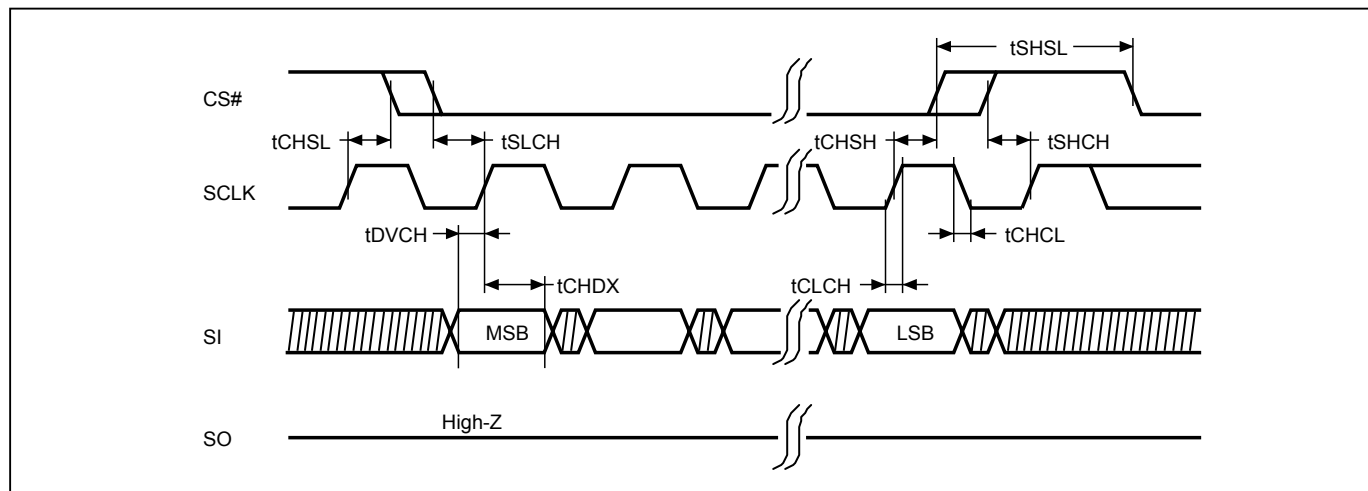 tSHSL
CS#
tCHSL
tSLCH
tCHSH
tSHCH
SCLK
tDVCH
tCHCL
tCHDX
tCLCH
SI
MSB
LSB
High-Z
SO